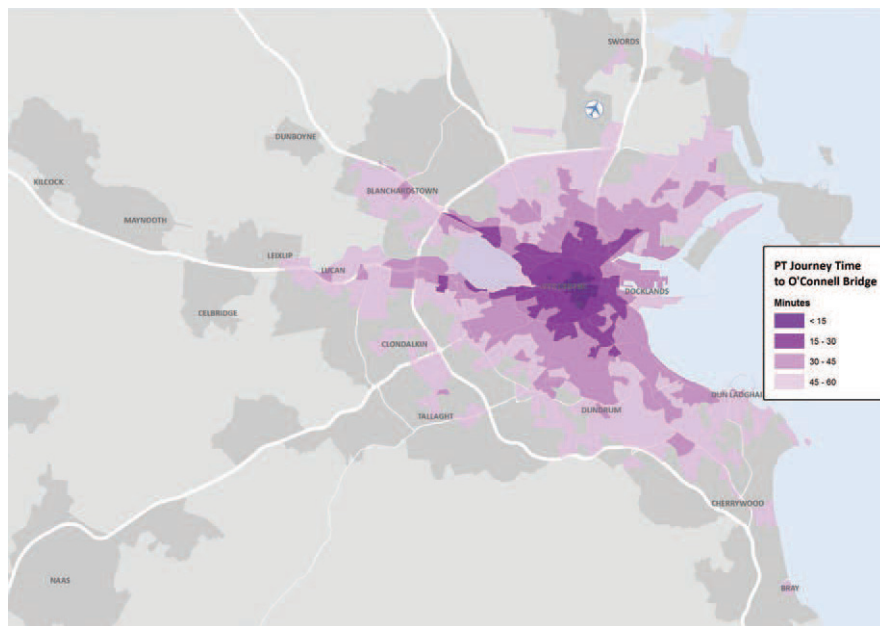 SWORDS
DUNBOYNE
KILCOCK
BLANCHARDSTOWN
MAYNOOTH
LEIXLIP
LUCAN
CELBRIDGE
DOCKLANDS
CLONDALKIN
TALLAGHT
DUNDRUM
DUN LAOGHAI
CHERRYWOOD
NAAS
BRAY
PT Journey Time
to O'Connell Bridge
Minutes
< 15
15 - 30
30 - 45
45 - 60